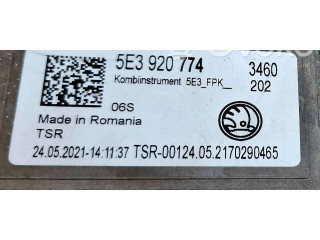 5E3 920 774 3460
Kombiinstrument 5E3_FPK__ 202
06S
Made in Romania
TSR
24.05.2021-14:11:37 TSR-00124.05.2170290465